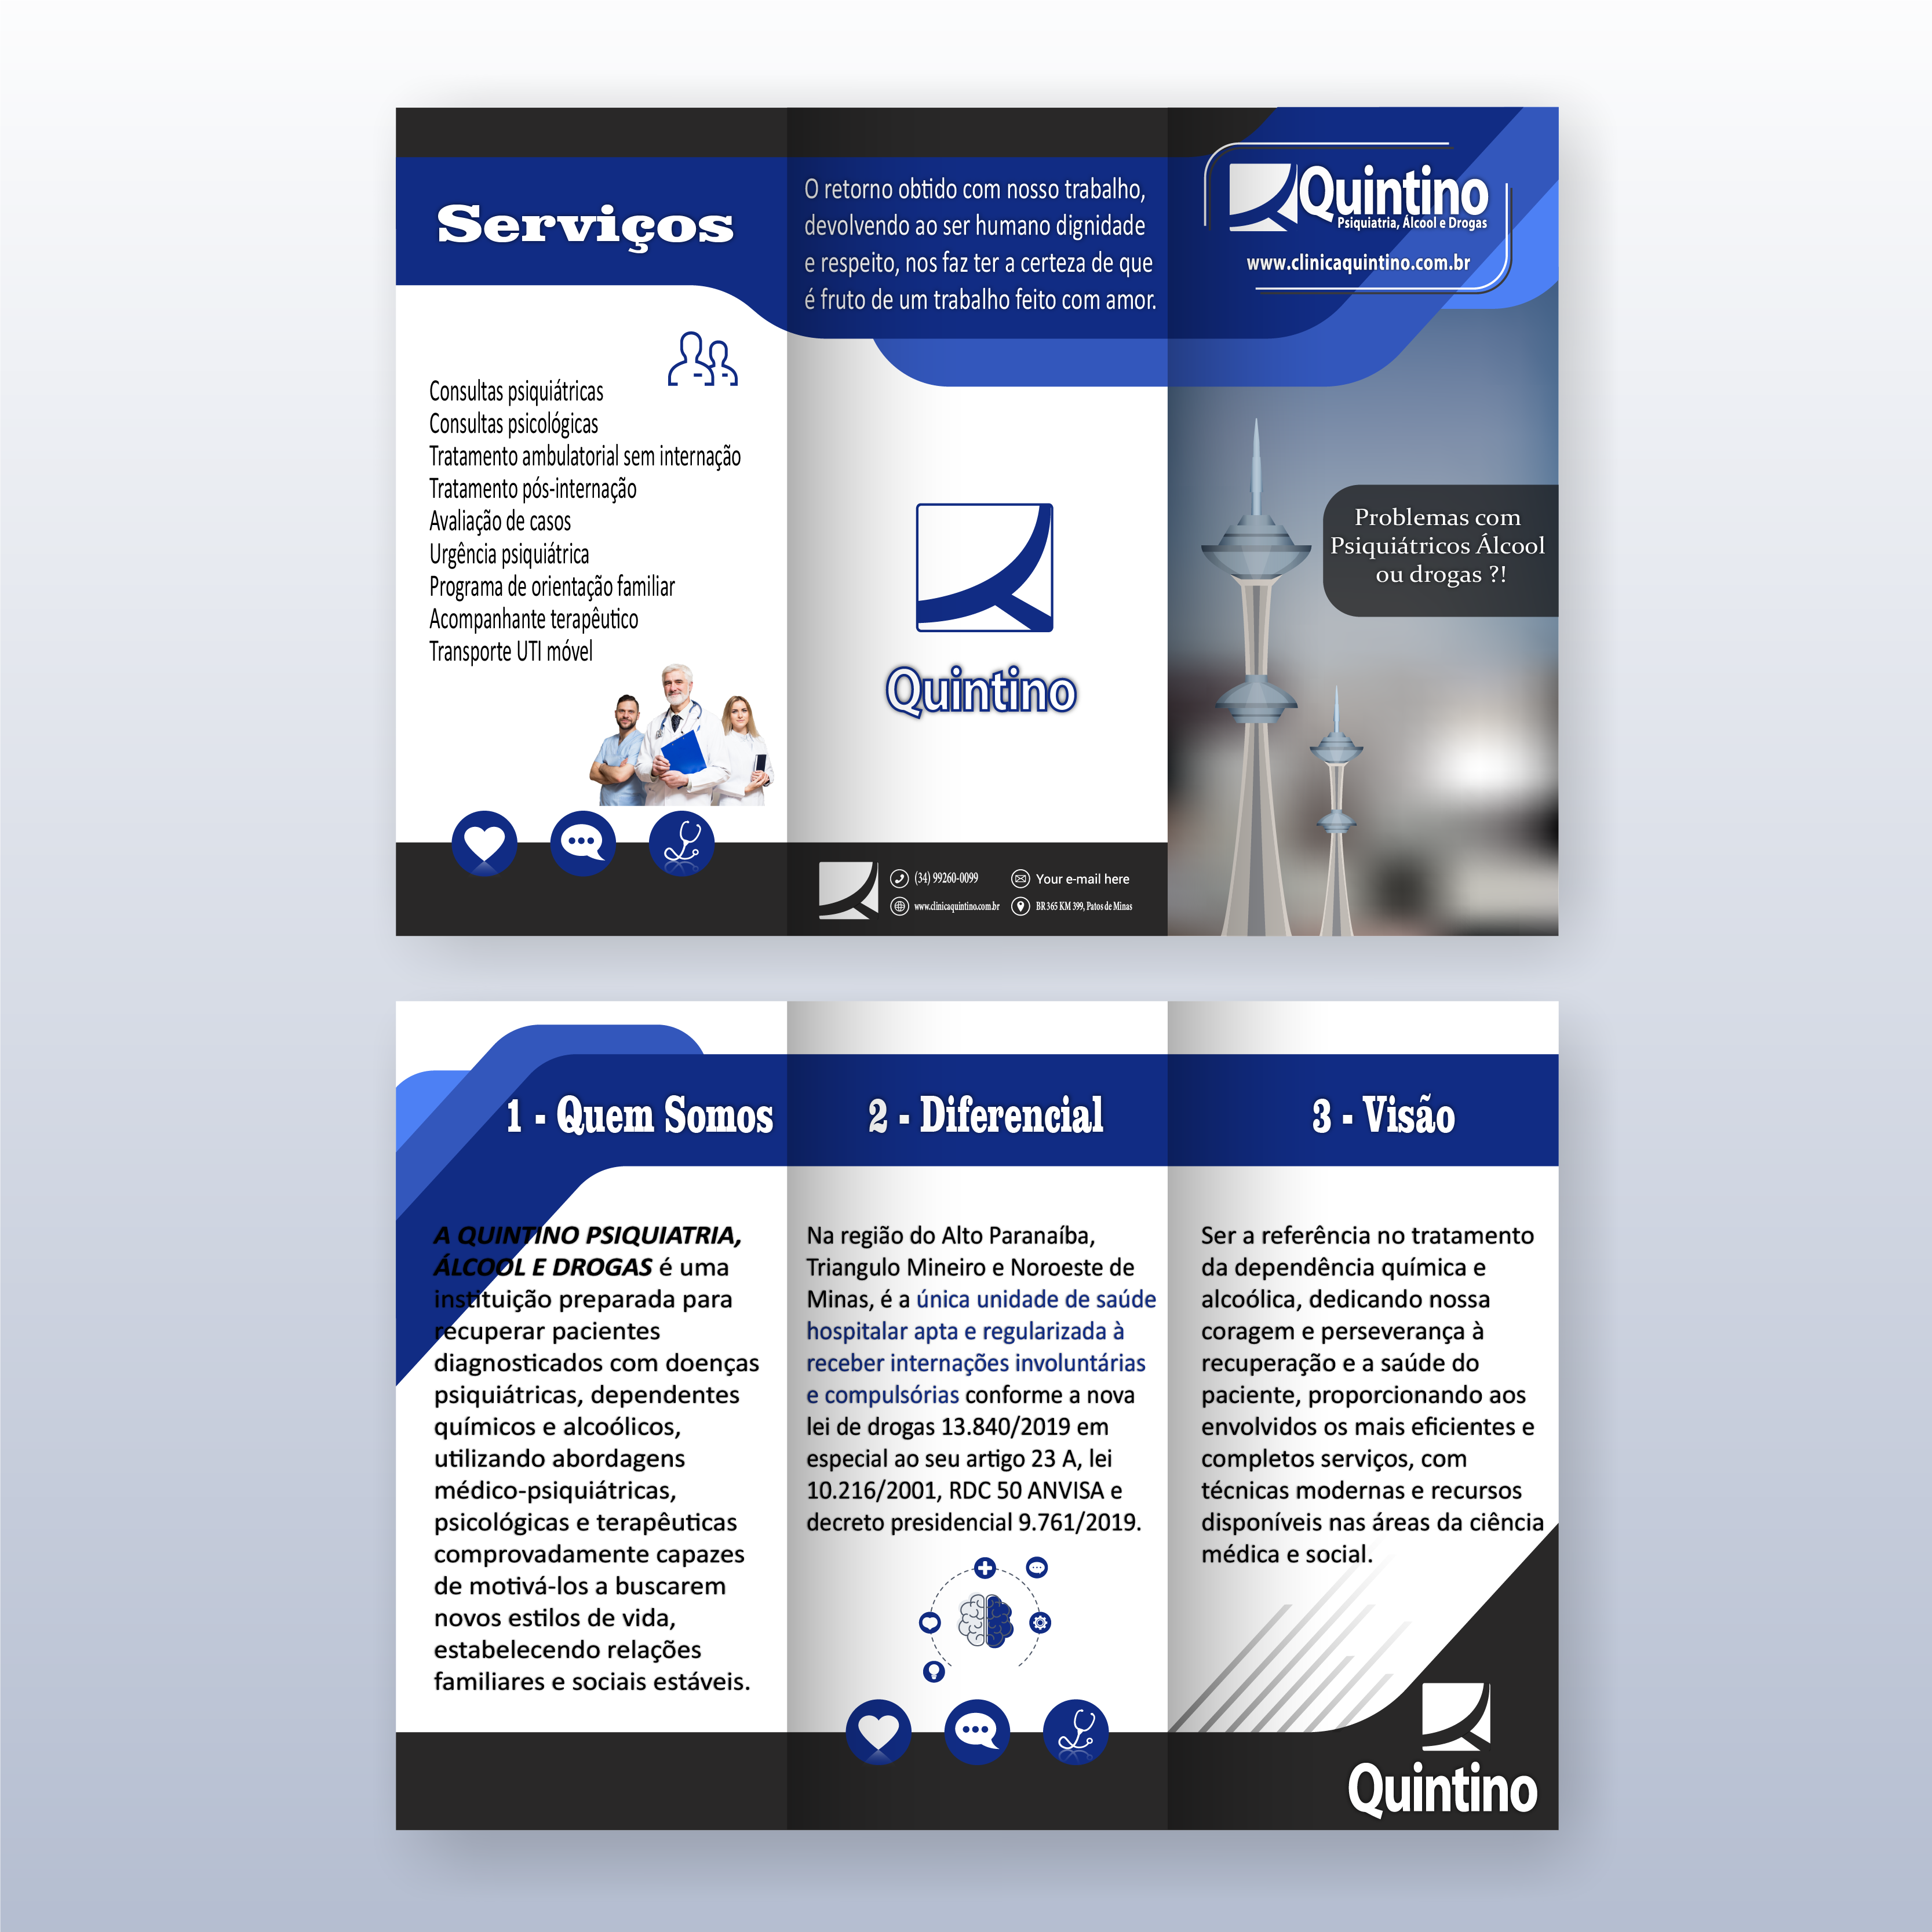 Serviços
Consultas psiquiátricas
Consultas psicológicas
Tratamento ambulatorial sem internação
Tratamento pós-internação
Avaliação de casos
Urgência psiquiátrica
Programa de orientação familiar
Acompanhante terapêutico
Transporte UTI móvel
O retorno obtido com nosso trabalho,
devolvendo ao ser humano dignidade
e respeito, nos faz ter a certeza de que
é fruto de um trabalho feito com amor.
Quintino
(34) 99260-0099
Your e-mail here
www.clinicaquintino.com.br
BR 365 KM 399, Patos de Minas
Quintino
Psiquiatria, Álcool e Drogas
www.clinicaquintino.com.br
Problemas com
Psiquiátricos Álcool
ou drogas ?!
1 - Quem Somos
A QUINTINO PSIQUIATRIA,
ÁLCOOL E DROGAS é uma
instituição preparada para
recuperar pacientes
diagnosticados com doenças
psiquiátricas, dependentes
químicos e alcoólicos,
utilizando abordagens
médico-psiquiátricas,
psicológicas e terapêuticas
comprovadamente capazes
de motivá-los a buscarem
novos estilos de vida,
estabelecendo relações
familiares e sociais estáveis.
2 - Diferencial
Na região do Alto Paranaíba,
Triangulo Mineiro e Noroeste de
Minas, é a única unidade de saúde
hospitalar apta e regularizada à
receber internações involuntárias
e compulsórias conforme a nova
lei de drogas 13.840/2019 em
especial ao seu artigo 23 A, lei
10.216/2001, RDC 50 ANVISA e
decreto presidencial 9.761/2019.
3 - Visão
Ser a referência no tratamento
da dependência química e
alcoólica, dedicando nossa
coragem e perseverança à
recuperação e a saúde do
paciente, proporcionando aos
envolvidos os mais eficientes e
completos serviços, com
técnicas modernas e recursos
disponíveis nas áreas da ciência
médica e social.
Quintino